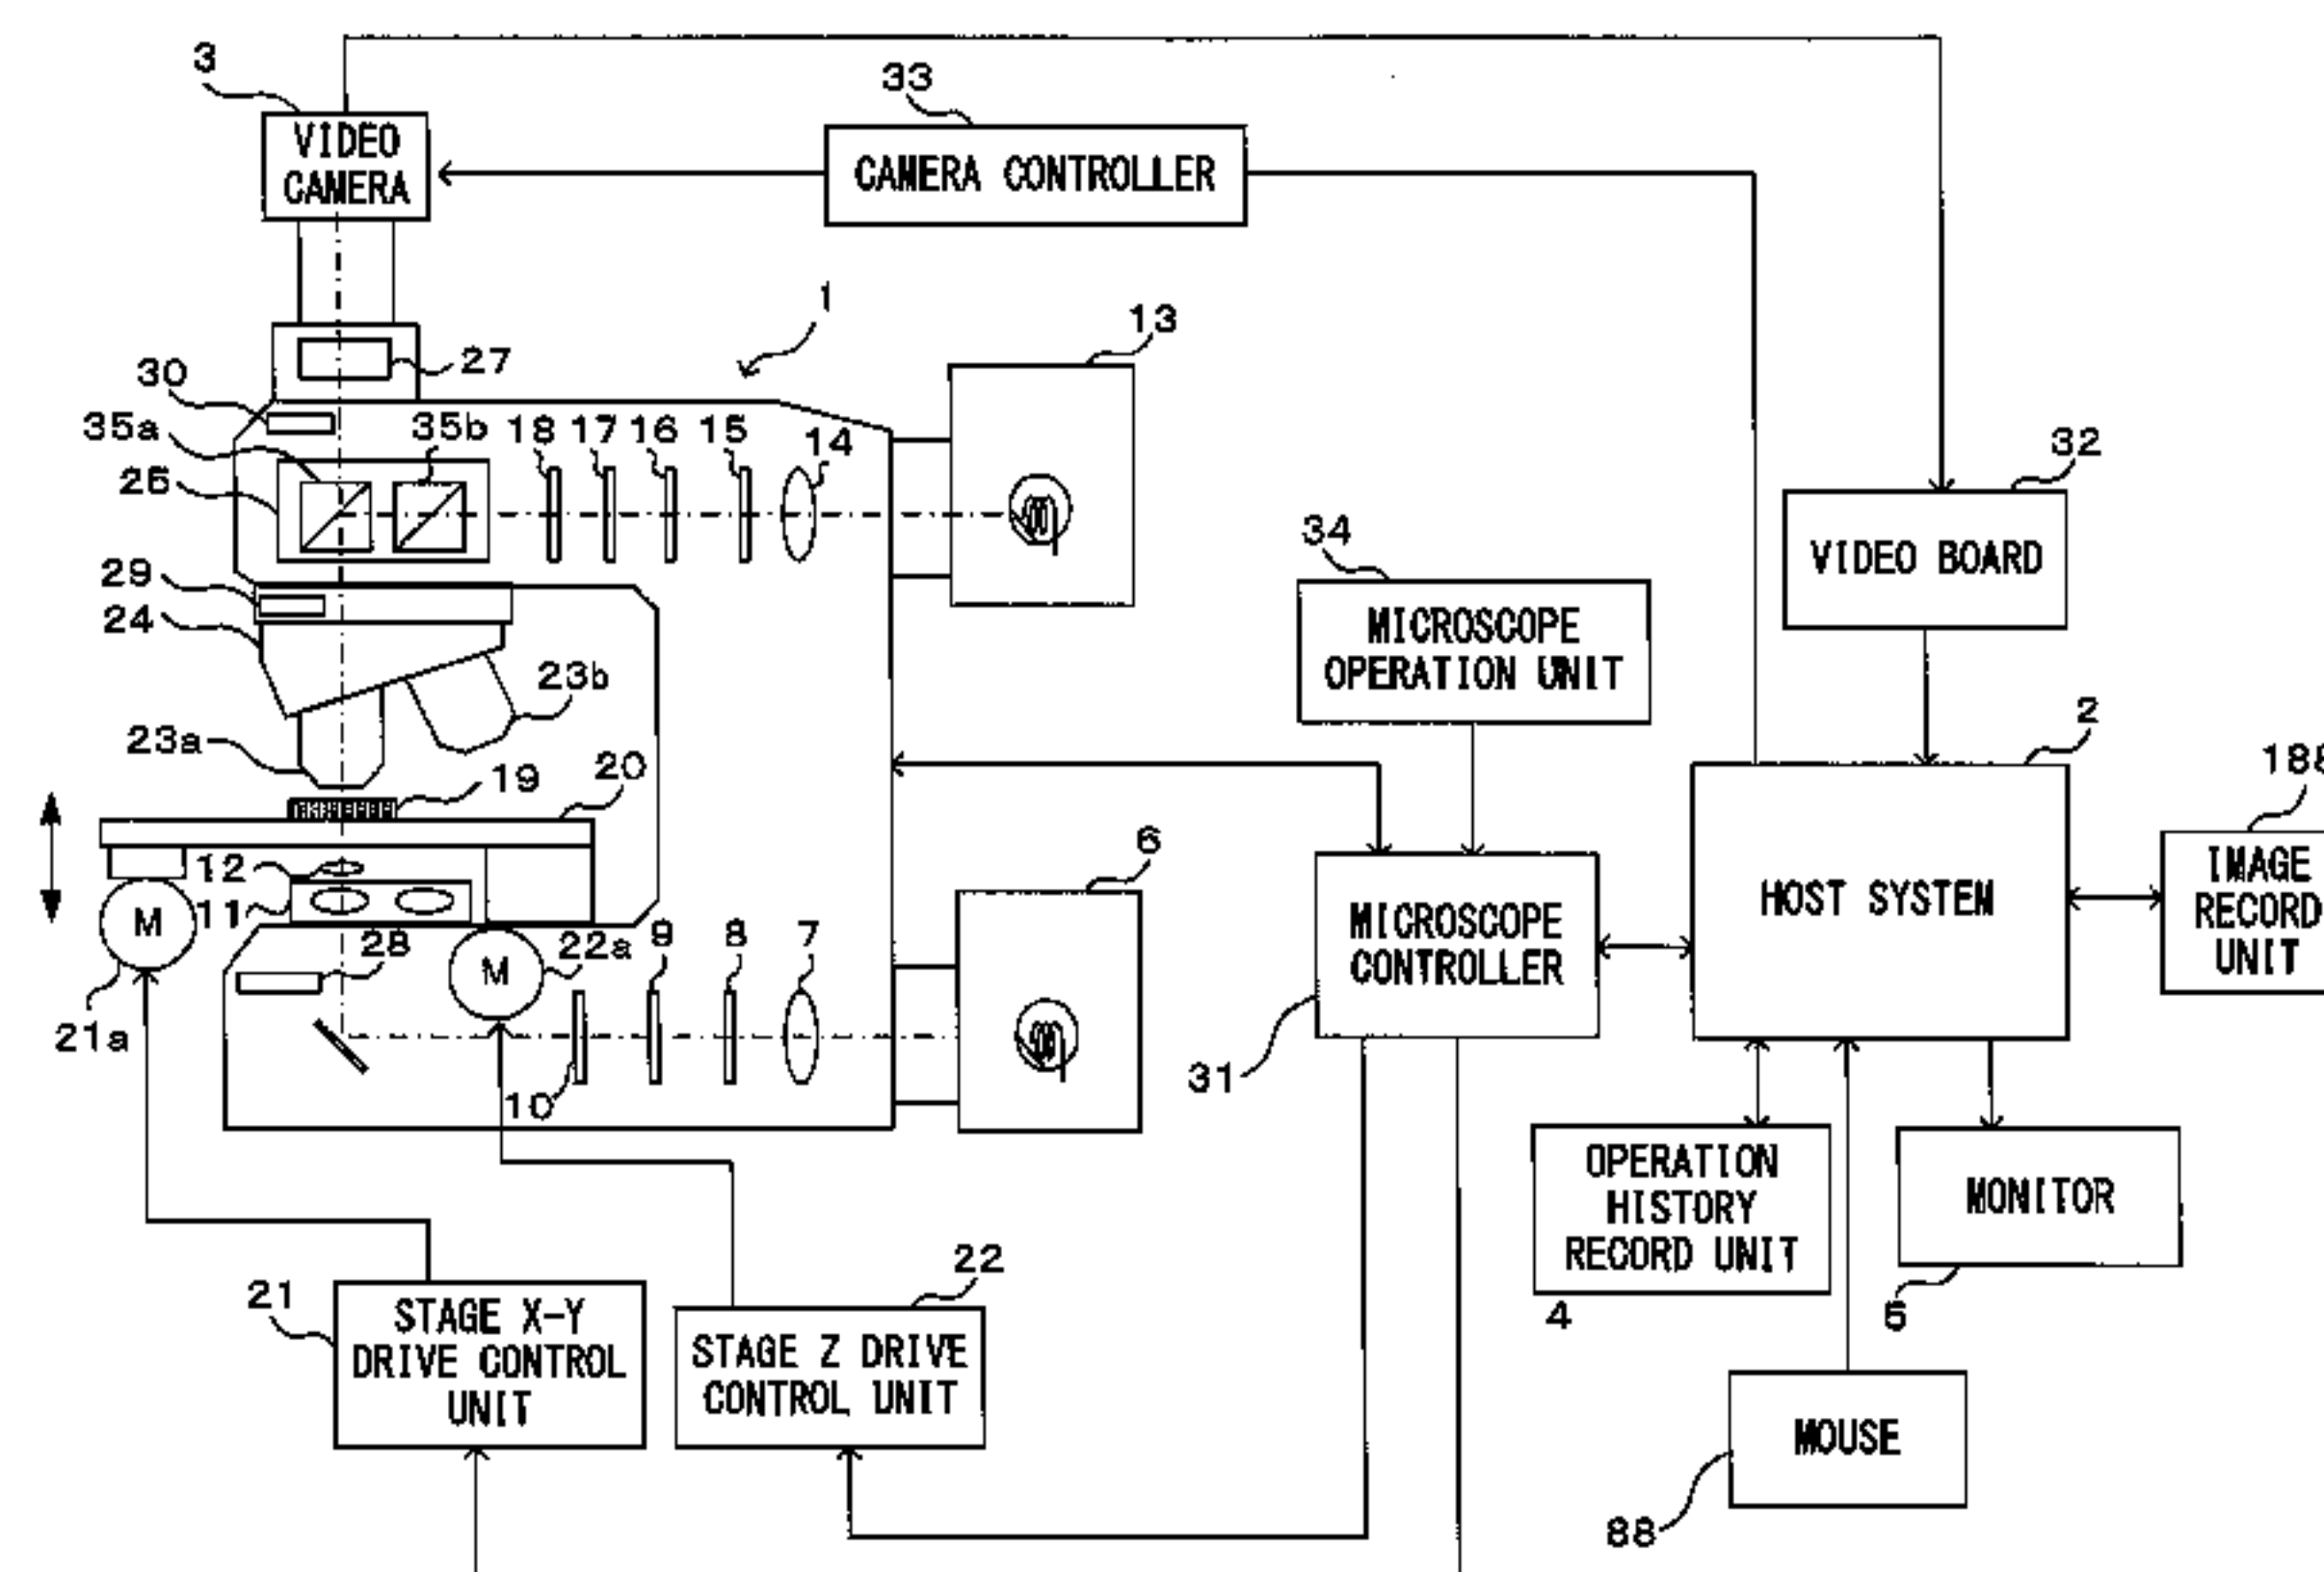 3
33
VIDEO
CAMERA
CAMERA CONTROLLER
1
13
27
30
35a
35b
18
17
16
15
14
25
32
34
VIDEO BOARD
29
24
MICROSCOPE
OPERATION UNIT
23b
23a
2
19
20
188
6
12
IMAGE
RECORD
UNIT
HOST SYSTEM
M
11
MICROSCOPE
CONTROLLER
28
22a
9
8
7
M
21a
31
10
OPERATION
HISTORY
RECORD UNIT
MONITOR
22
21
4
5
STAGE X-Y
DRIVE CONTROL
UNIT
STAGE Z DRIVE
CONTROL UNIT
MOUSE
88